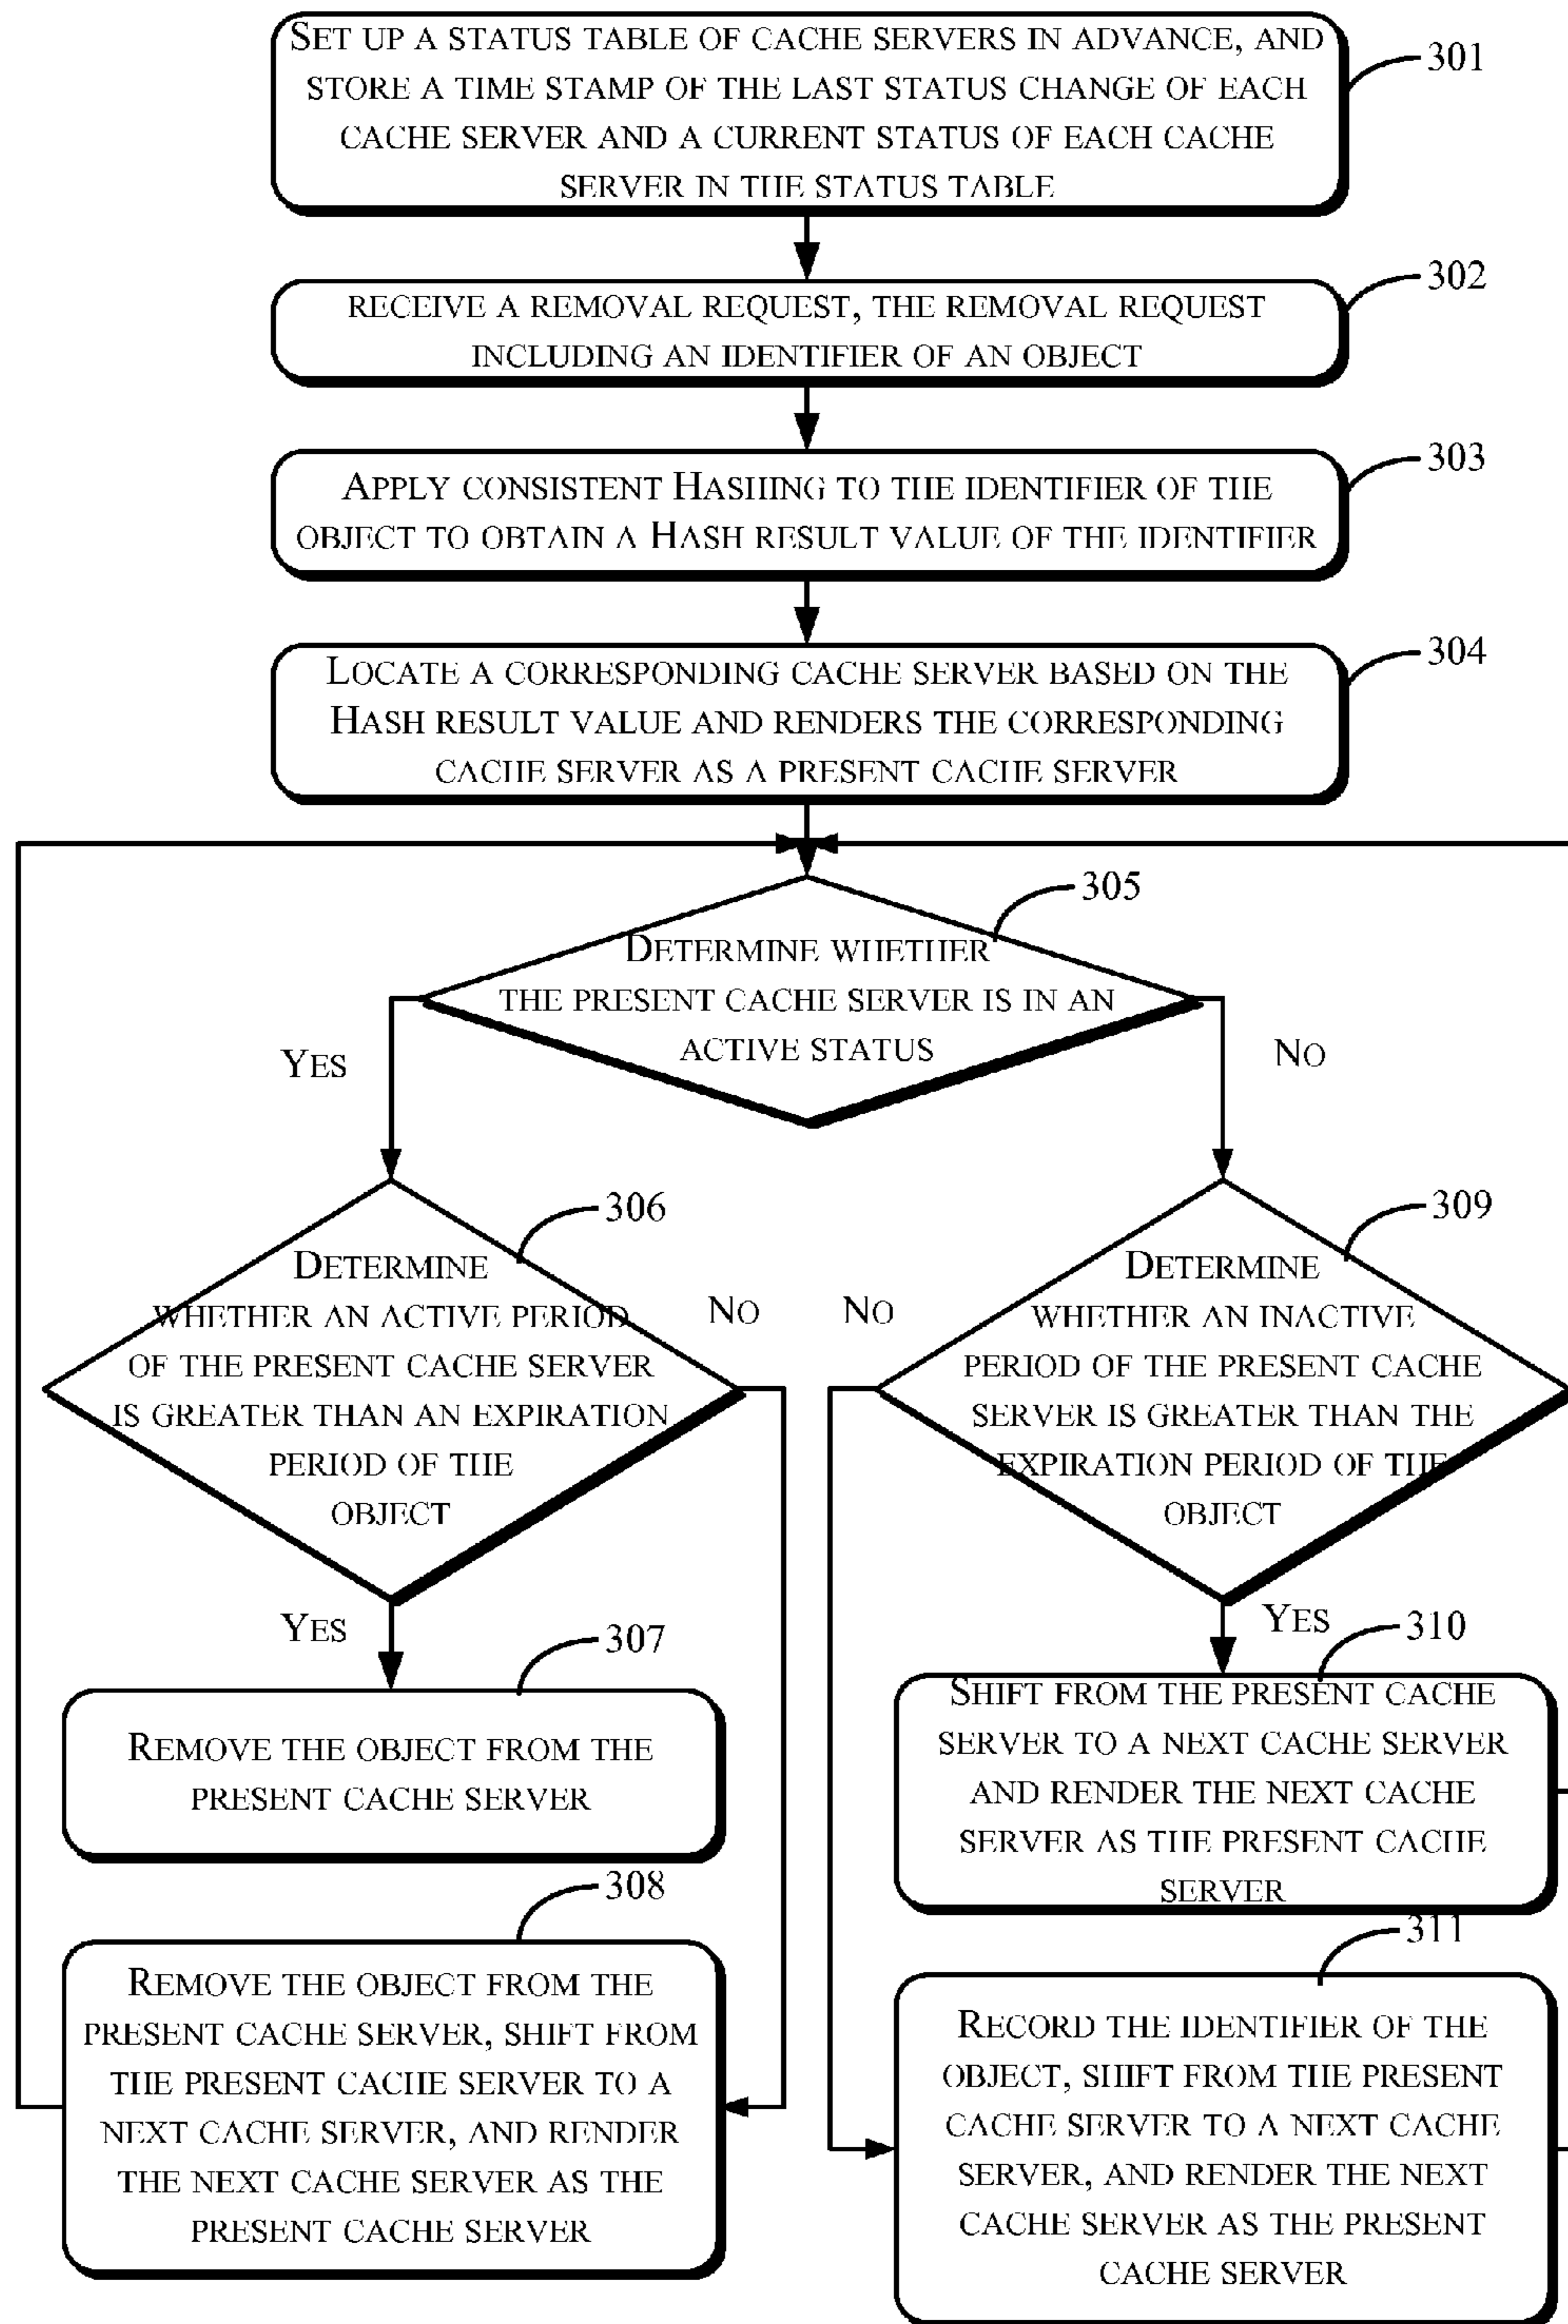 SET UP A STATUS TABLE OF CACHE SERVERS IN ADVANCE, AND
STORE A TIME STAMP OF THE LAST STATUS CHANGE OF EACH
CACHE SERVER AND A CURRENT STATUS OF EACH CACHE
SERVER IN THE STATUS TABLE
301
RECEIVE A REMOVAL REQUEST, THE REMOVAL REQUEST
INCLUDING AN IDENTIFIER OF AN OBJECT
302
APPLY CONSISTENT HASHING TO THE IDENTIFIER OF THE
OBJECT TO OBTAIN A HASH RESULT VALUE OF THE IDENTIFIER
303
LOCATE A CORRESPONDING CACHE SERVER BASED ON THE
HASH RESULT VALUE AND RENDERS THE CORRESPONDING
CACHE SERVER AS A PRESENT CACHE SERVER
304
305
DETERMINE WHETHER
THE PRESENT CACHE SERVER IS IN AN
ACTIVE STATUS
YES
NO
306
DETERMINE
WHETHER AN ACTIVE PERIOD
OF THE PRESENT CACHE SERVER
IS GREATER THAN AN EXPIRATION
PERIOD OF THE
OBJECT
NO
YES
307
REMOVE THE OBJECT FROM THE
PRESENT CACHE SERVER
308
REMOVE THE OBJECT FROM THE
PRESENT CACHE SERVER, SHIFT FROM
THE PRESENT CACHE SERVER TO A
NEXT CACHE SERVER, AND RENDER
THE NEXT CACHE SERVER AS THE
PRESENT CACHE SERVER
309
DETERMINE
WHETHER AN INACTIVE
PERIOD OF THE PRESENT CACHE
SERVER IS GREATER THAN THE
EXPIRATION PERIOD OF THE
OBJECT
NO
YES
310
SHIFT FROM THE PRESENT CACHE
SERVER TO A NEXT CACHE SERVER
AND RENDER THE NEXT CACHE
SERVER AS THE PRESENT CACHE
SERVER
311
RECORD THE IDENTIFIER OF THE
OBJECT, SHIFT FROM THE PRESENT
CACHE SERVER TO A NEXT CACHE
SERVER, AND RENDER THE NEXT
CACHE SERVER AS THE PRESENT
CACHE SERVER